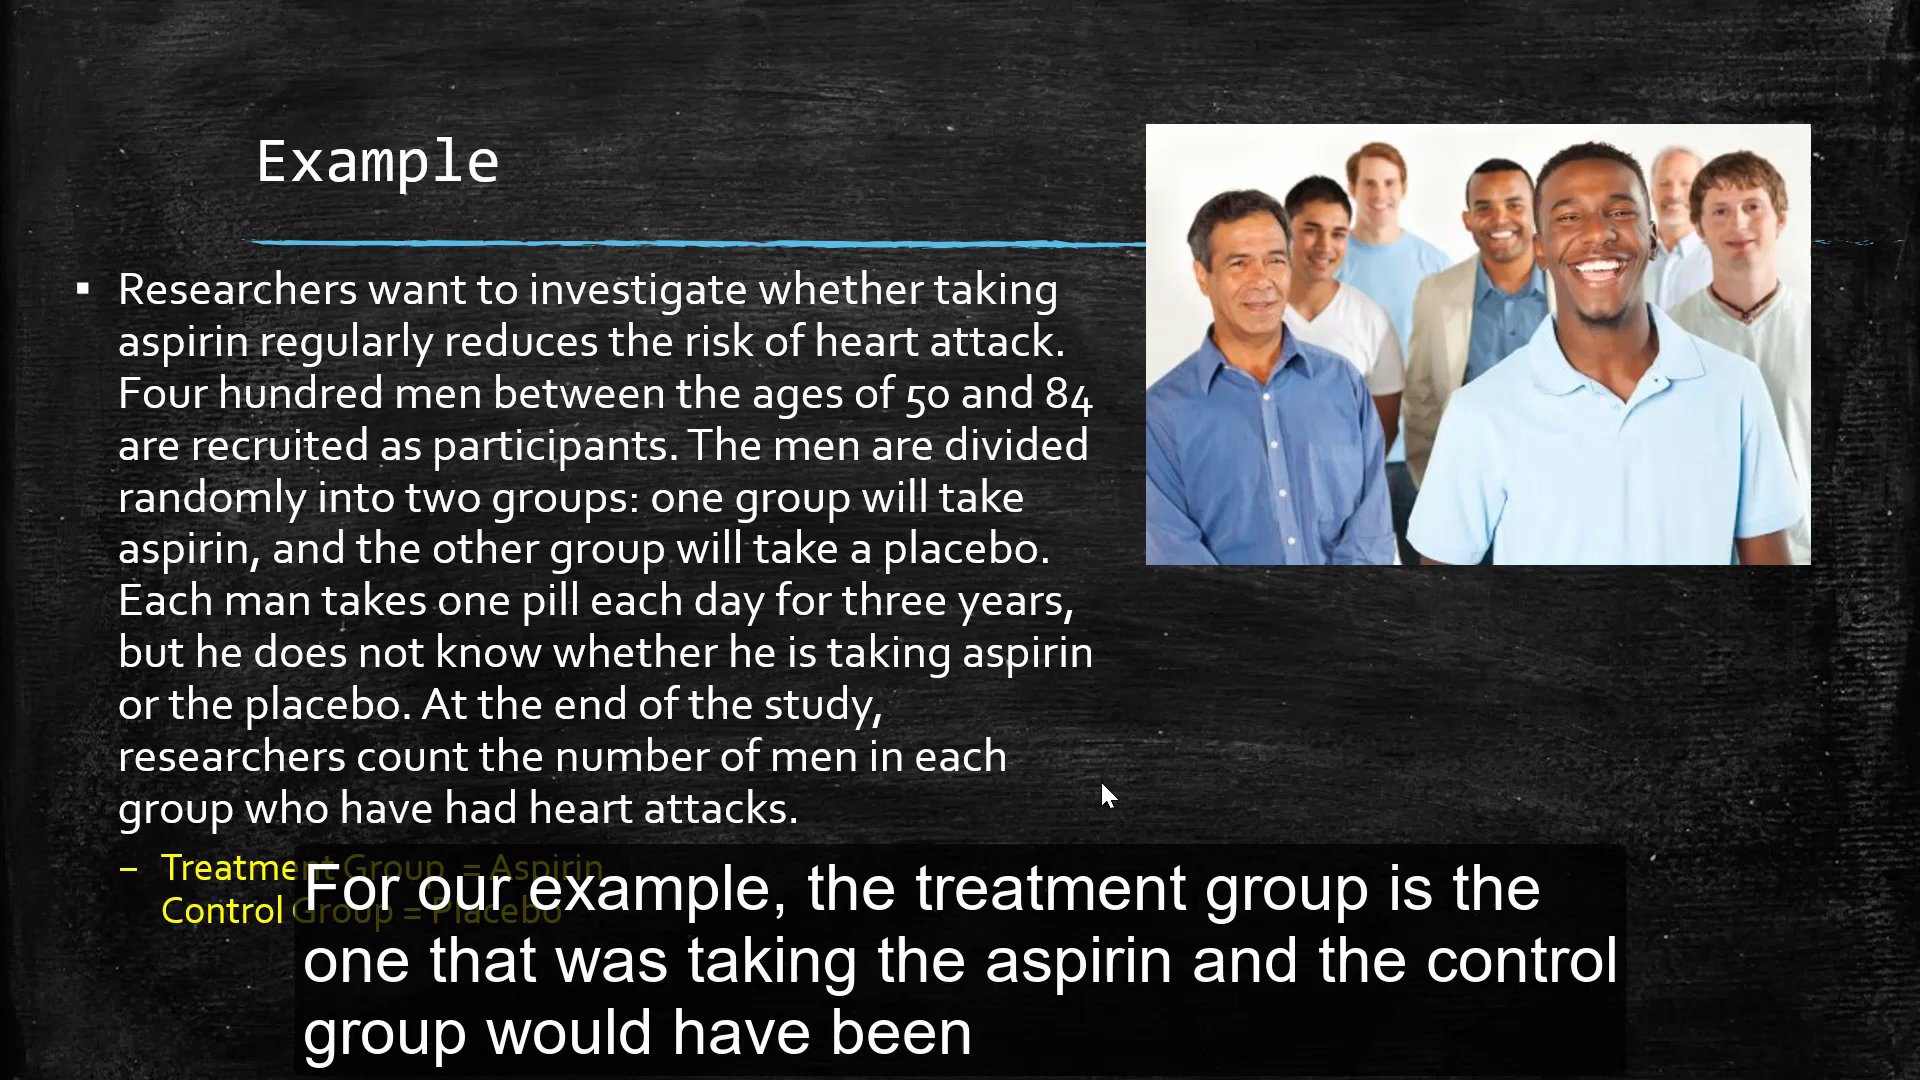 Example
▪ Researchers want to investigate whether taking
aspirin regularly reduces the risk of heart attack.
Four hundred men between the ages of 50 and 84
are recruited as participants. The men are divided
randomly into two groups: one group will take
aspirin, and the other group will take a placebo.
Each man takes one pill each day for three years,
but he does not know whether he is taking aspirin
or the placebo. At the end of the study,
researchers count the number of men in each
group who have had heart attacks.
– Treatment Group = Aspirin
Control Group = Placebo
For our example, the treatment group is the
one that was taking the aspirin and the control
group would have been